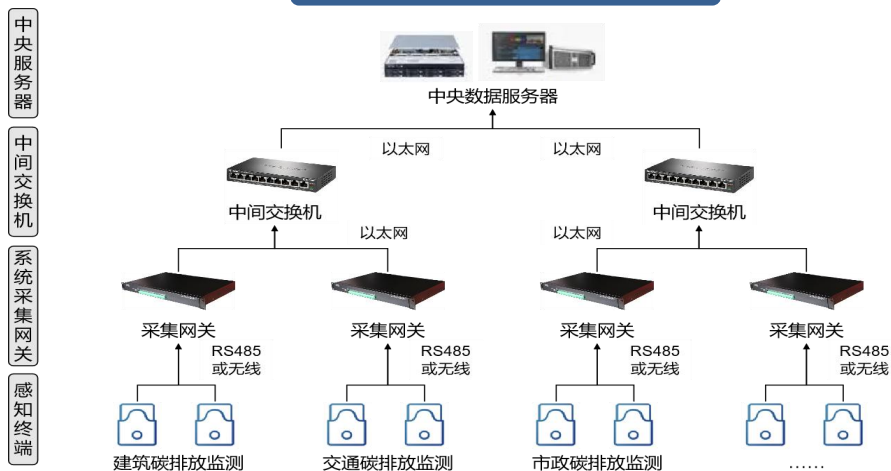 中央服务器
中央数据服务器
以太网
以太网
中间交换机
中间交换机
中间交换机
以太网
以太网
系统采集网关
采集网关
采集网关
采集网关
采集网关
RS485
或无线
RS485
或无线
RS485
或无线
RS485
或无线
感知终端
建筑碳排放监测
交通碳排放监测
市政碳排放监测
......